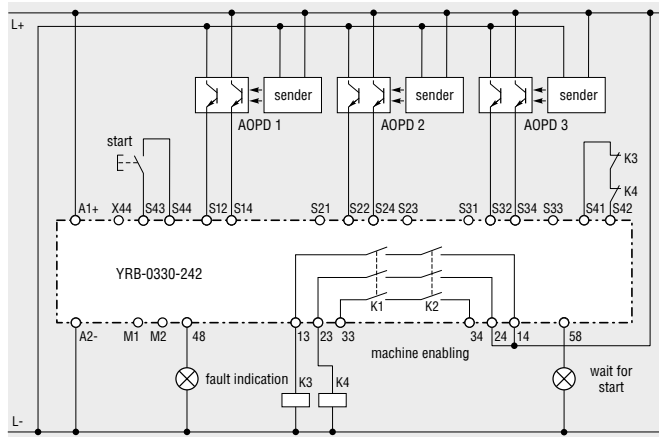 L+
sender
sender
sender
AOPD 1
AOPD 2
AOPD 3
start
K3
K4
A1+
X44
S43
S44
S12
S14
S21
S22
S24
S23
S31
S32
S34
S33
S41
S42
YRB-0330-242
K1
K2
A2-
M1
M2
48
13
23
33
34
24
14
58
machine enabling
fault indication
K3
K4
wait for
start
L-